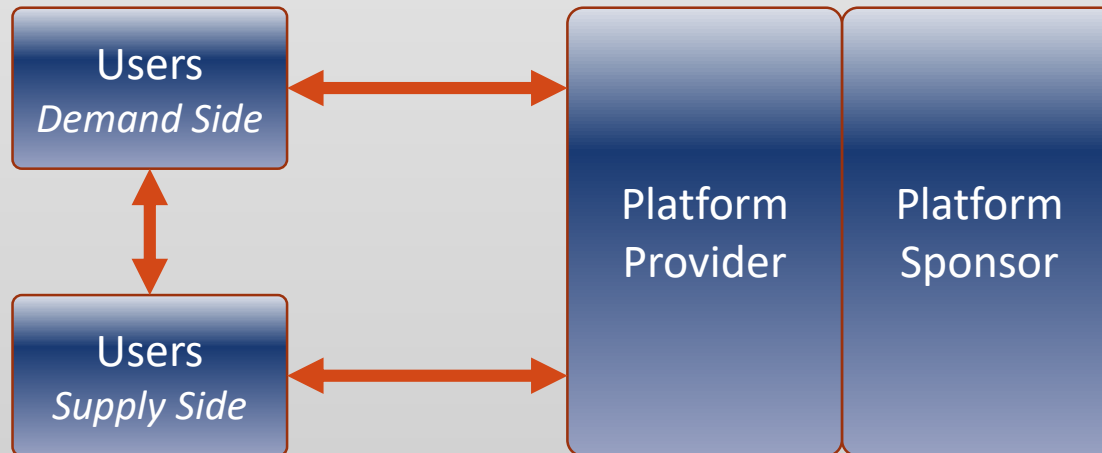 Users
Demand Side
Users
Supply Side
Platform
Provider
Platform
Sponsor